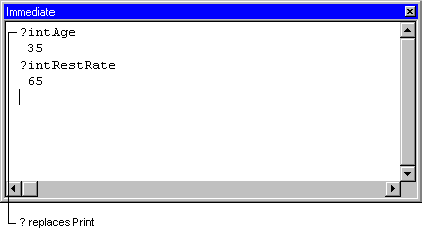 Immediate
?intAge
35
?intRestRate
65
? replaces Print